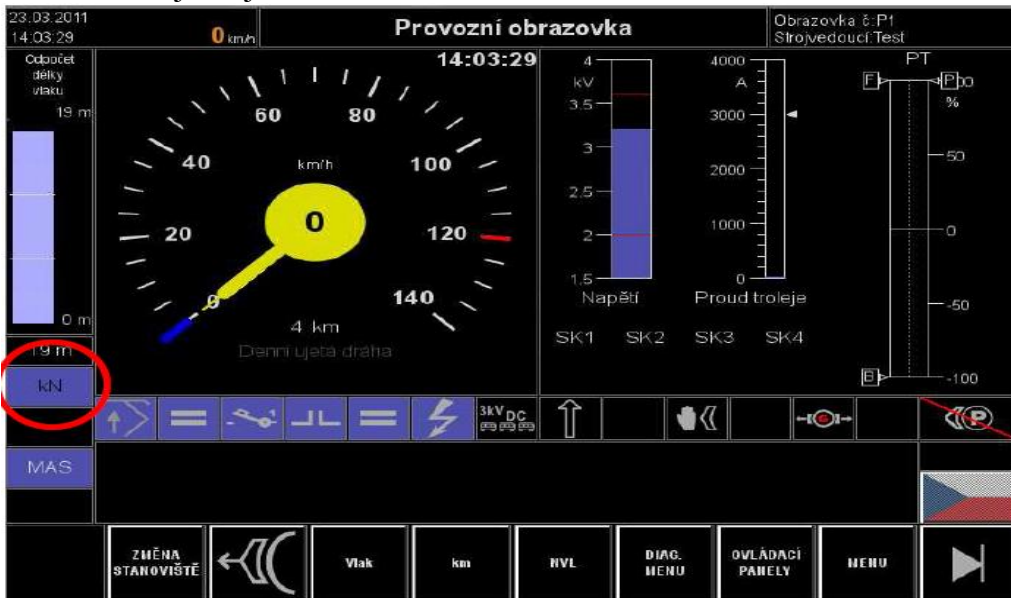 23.03.2011
14:03:29
0 km/h
Provozní obrazovka
Obrazovka č:P1
Strojvedoucí:Test
Odpočet
délky
vlaku
19 m
0 m
19 m
kN
MAS
14:03:29
km/h
0
20
40
60
80
100
120
140
0
4 km
Denní ujetá dráha
4
kV
3.5
3
2.5
2
1.5
Napětí
4000
A
3000
2000
1000
0
Proud troleje
SK1 SK2 SK3 SK4
PT
F
P
%
50
0
-50
-100
B
3kV DC
P
ZMĚNA
STANOVIŠTĚ
Vlak
km
NVL
DIAG.
MENU
OVLÁDACÍ
PANELY
MENU